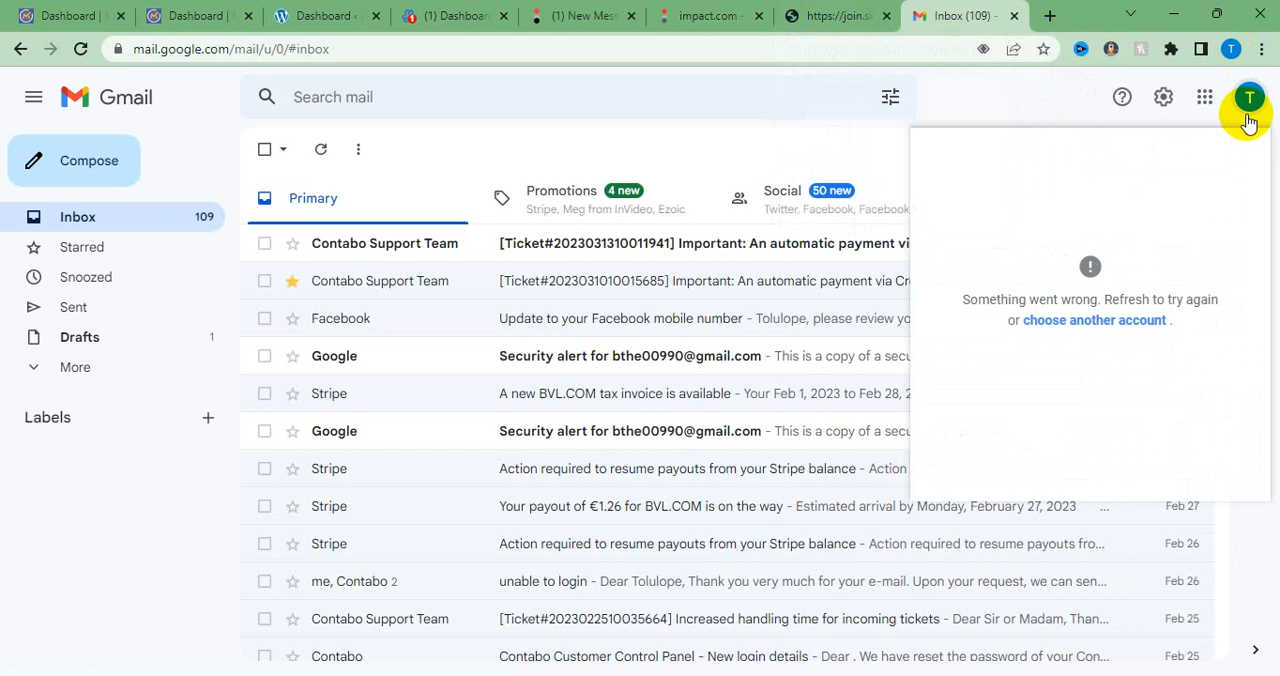 Dashboard |
Dashboard |
Dashboard ‹
(1) Dashboar
(1) New Mess
impact.com -
https://join.sk
Inbox (109) -
mail.google.com/mail/u/0/#inbox
T
Gmail
Search mail
T
Compose
Inbox 109
Starred
Snoozed
Sent
Drafts 1
More
Labels
Primary
Promotions 4 new
Stripe, Meg from InVideo, Ezoic
Social 50 new
Twitter, Facebook, Facebook
Contabo Support Team [Ticket#2023031310011941] Important: An automatic payment vi
Contabo Support Team [Ticket#2023031010015685] Important: An automatic payment via Cr
Facebook Update to your Facebook mobile number - Tolulope, please review yo
Google Security alert for bthe00990@gmail.com - This is a copy of a secu
Stripe A new BVL.COM tax invoice is available - Your Feb 1, 2023 to Feb 28, 2
Google Security alert for bthe00990@gmail.com - This is a copy of a secu
Stripe Action required to resume payouts from your Stripe balance - Action
Stripe Your payout of €1.26 for BVL.COM is on the way - Estimated arrival by Monday, February 27, 2023 ... Feb 27
Stripe Action required to resume payouts from your Stripe balance - Action required to resume payouts fro... Feb 26
me, Contabo 2 unable to login - Dear Tolulope, Thank you very much for your e-mail. Upon your request, we can sen... Feb 26
Contabo Support Team [Ticket#2023022510035664] Increased handling time for incoming tickets - Dear Sir or Madam, Than... Feb 25
Contabo Contabo Customer Control Panel - New login details - Dear . We have reset the password of your Con... Feb 25
Something went wrong. Refresh to try again
or choose another account .